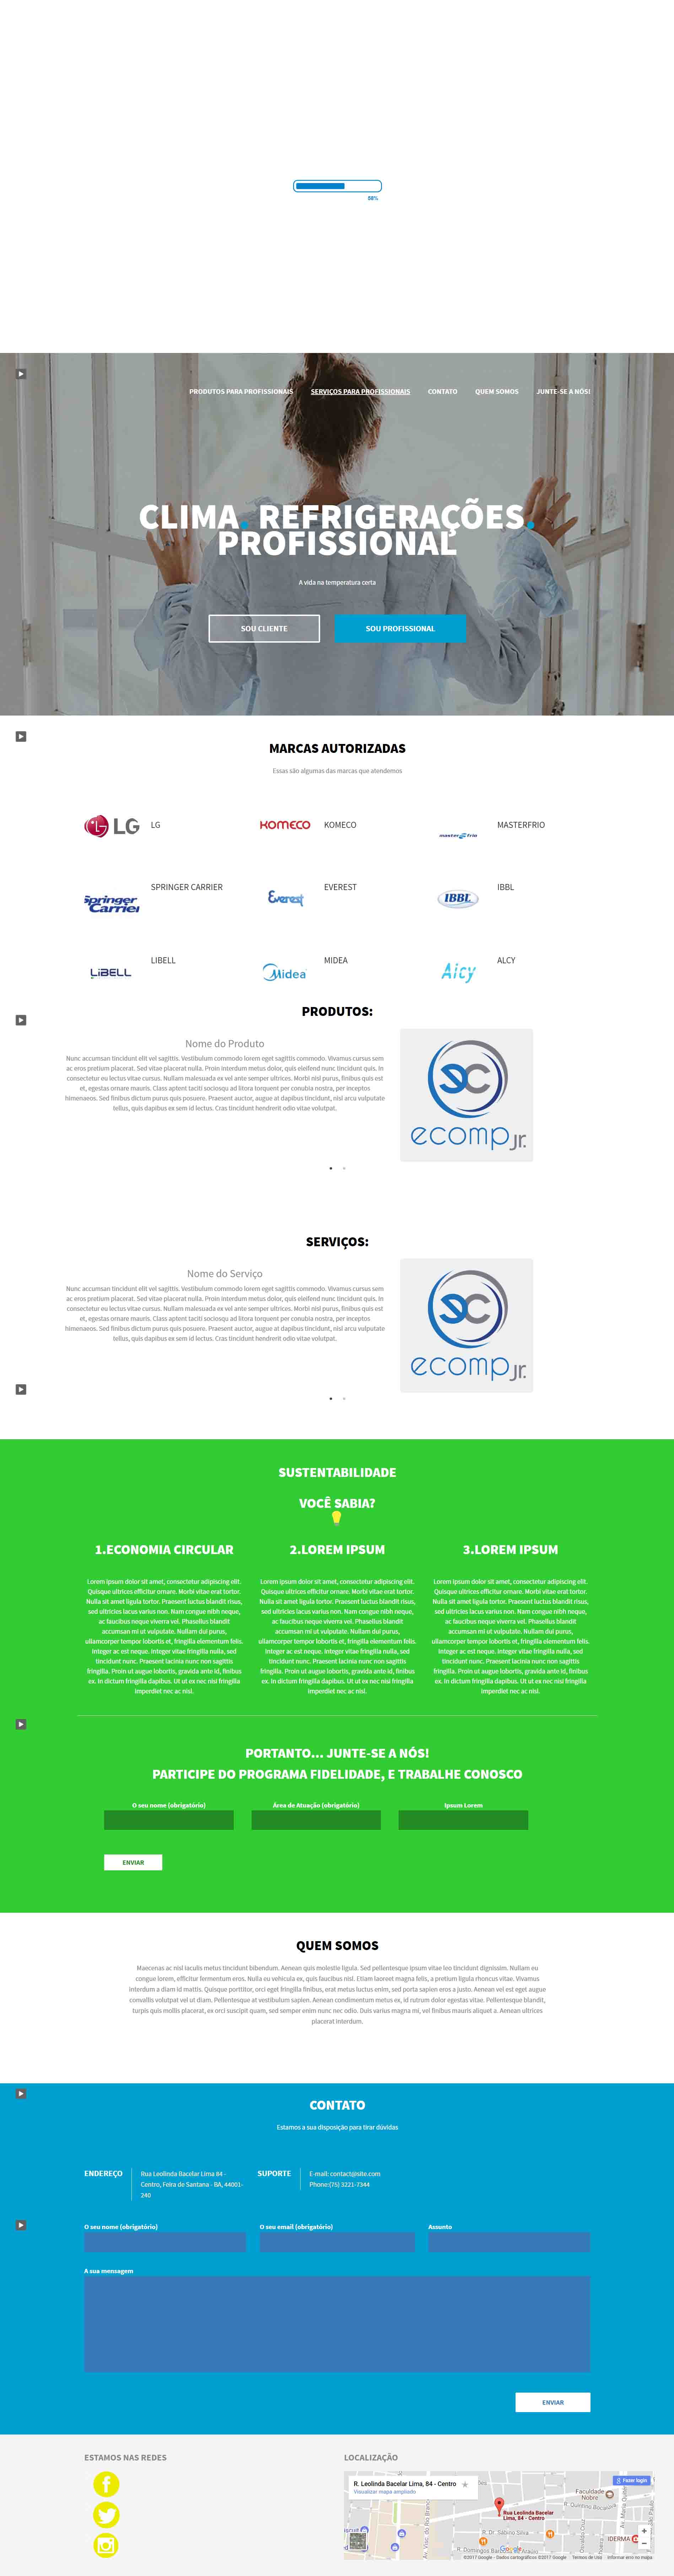 88%
PRODUTOS PARA PROFISSIONAIS SERVIÇOS PARA PROFISSIONAIS CONTATO QUEM SOMOS JUNTE-SE A NÓS!
CLIMA. REFRIGERAÇÕES.
PROFISSIONAL
A vida na temperatura certa
SOU CLIENTE SOU PROFISSIONAL
MARCAS AUTORIZADAS
Essas são algumas das marcas que atendemos
LG LG KOMECO KOMECO masterfrio MASTERFRIO
Springer Carrier SPRINGER CARRIER Everest EVEREST IBBL IBBL
LIBELL LIBELL Midea MIDEA Alcy ALCY
PRODUTOS:
Nome do Produto
Nunc accumsan tincidunt elit vel sagittis. Vestibulum commodo lorem eget sagittis commodo. Vivamus cursus sem
ac eros pretium placerat. Sed vitae placerat nulla. Proin interdum metus dolor, quis eleifend nunc tincidunt quis. In
consectetur eu lectus vitae cursus. Nullam malesuada ex vel ante semper ultrices. Morbi nisl purus, finibus quis est
et, egestas ornare mauris. Class aptent taciti sociosqu ad litora torquent per conubia nostra, per inceptos
himenaeos. Sed finibus dictum purus quis posuere. Praesent auctor, augue at dapibus tincidunt, nisl arcu vulputate
tellus, quis dapibus ex sem id lectus. Cras tincidunt hendrerit odio vitae volutpat.
ecomp jr.
SERVIÇOS:
Nome do Serviço
Nunc accumsan tincidunt elit vel sagittis. Vestibulum commodo lorem eget sagittis commodo. Vivamus cursus sem
ac eros pretium placerat. Sed vitae placerat nulla. Proin interdum metus dolor, quis eleifend nunc tincidunt quis. In
consectetur eu lectus vitae cursus. Nullam malesuada ex vel ante semper ultrices. Morbi nisl purus, finibus quis est
et, egestas ornare mauris. Class aptent taciti sociosqu ad litora torquent per conubia nostra, per inceptos
himenaeos. Sed finibus dictum purus quis posuere. Praesent auctor, augue at dapibus tincidunt, nisl arcu vulputate
tellus, quis dapibus ex sem id lectus. Cras tincidunt hendrerit odio vitae volutpat.
ecomp jr.
SUSTENTABILIDADE
VOCÊ SABIA?
1.ECONOMIA CIRCULAR
Lorem ipsum dolor sit amet, consectetur adipiscing elit.
Quisque ultrices efficitur ornare. Morbi vitae erat tortor.
Nulla sit amet ligula tortor. Praesent luctus blandit risus,
sed ultricies lacus varius non. Nam congue nibh neque,
ac faucibus neque viverra vel. Phasellus blandit
accumsan mi ut vulputate. Nullam dui purus,
ullamcorper tempor lobortis et, fringilla elementum felis.
Integer ac est neque. Integer vitae fringilla nulla, sed
tincidunt nunc. Praesent lacinia nunc non sagittis
fringilla. Proin ut augue lobortis, gravida ante id, finibus
ex. In dictum fringilla dapibus. Ut ut ex nec nisi fringilla
imperdiet nec ac nisl.
2.LOREM IPSUM
Lorem ipsum dolor sit amet, consectetur adipiscing elit.
Quisque ultrices efficitur ornare. Morbi vitae erat tortor.
Nulla sit amet ligula tortor. Praesent luctus blandit risus,
sed ultricies lacus varius non. Nam congue nibh neque,
ac faucibus neque viverra vel. Phasellus blandit
accumsan mi ut vulputate. Nullam dui purus,
ullamcorper tempor lobortis et, fringilla elementum felis.
Integer ac est neque. Integer vitae fringilla nulla, sed
tincidunt nunc. Praesent lacinia nunc non sagittis
fringilla. Proin ut augue lobortis, gravida ante id, finibus
ex. In dictum fringilla dapibus. Ut ut ex nec nisi fringilla
imperdiet nec ac nisl.
3.LOREM IPSUM
Lorem ipsum dolor sit amet, consectetur adipiscing elit.
Quisque ultrices efficitur ornare. Morbi vitae erat tortor.
Nulla sit amet ligula tortor. Praesent luctus blandit risus,
sed ultricies lacus varius non. Nam congue nibh neque,
ac faucibus neque viverra vel. Phasellus blandit
accumsan mi ut vulputate. Nullam dui purus,
ullamcorper tempor lobortis et, fringilla elementum felis.
Integer ac est neque. Integer vitae fringilla nulla, sed
tincidunt nunc. Praesent lacinia nunc non sagittis
fringilla. Proin ut augue lobortis, gravida ante id, finibus
ex. In dictum fringilla dapibus. Ut ut ex nec nisi fringilla
imperdiet nec ac nisl.
PORTANTO... JUNTE-SE A NÓS!
PARTICIPE DO PROGRAMA FIDELIDADE, E TRABALHE CONOSCO
O seu nome (obrigatório) Área de Atuação (obrigatório) Ipsum Lorem
ENVIAR
QUEM SOMOS
Maecenas ac nisl iaculis metus tincidunt bibendum. Aenean quis molestie ligula. Sed pellentesque ipsum vitae leo tincidunt dignissim. Nullam eu
congue lorem, efficitur fermentum eros. Nulla eu vehicula ex, quis faucibus nisl. Etiam laoreet magna felis, a pretium ligula rhoncus vitae. Vivamus
interdum a diam id mattis. Quisque porttitor, orci eget fringilla finibus, erat metus luctus enim, sed porta sapien eros a justo. Aenean vel est eget augue
convallis volutpat vel ut diam. Pellentesque at vestibulum sapien. Aenean condimentum metus ex, id rutrum dolor egestas vitae. Pellentesque blandit,
turpis quis mollis placerat, ex orci suscipit quam, sed semper enim nunc nec odio. Duis varius magna mi, vel finibus mauris aliquet a. Aenean ultrices
placerat interdum.
CONTATO
Estamos a sua disposição para tirar dúvidas
ENDEREÇO
Rua Leolinda Bacelar Lima 84 -
Centro, Feira de Santana - BA, 44001-
240
SUPORTE
E-mail: contact@site.com
Phone:(75) 3221-7344
O seu nome (obrigatório) O seu email (obrigatório) Assunto
A sua mensagem
ENVIAR
ESTAMOS NAS REDES LOCALIZAÇÃO
R. Leolinda Bacelar Lima, 84 - Centro
Visualizar mapa ampliado
Fazer login
Faculdade
Nobre
R. Quintino Bocaiuva
Rua Leolinda Bacelar
Lima, 84 - Centro
Av. Visc. do Rio Branco
R. Dr. Sabino Silva
IDERMA
R. Domingos Barbosa de Araújo
Google
©2017 Google - Dados cartográficos ©2017 Google Termos de Uso Informar erro no mapa